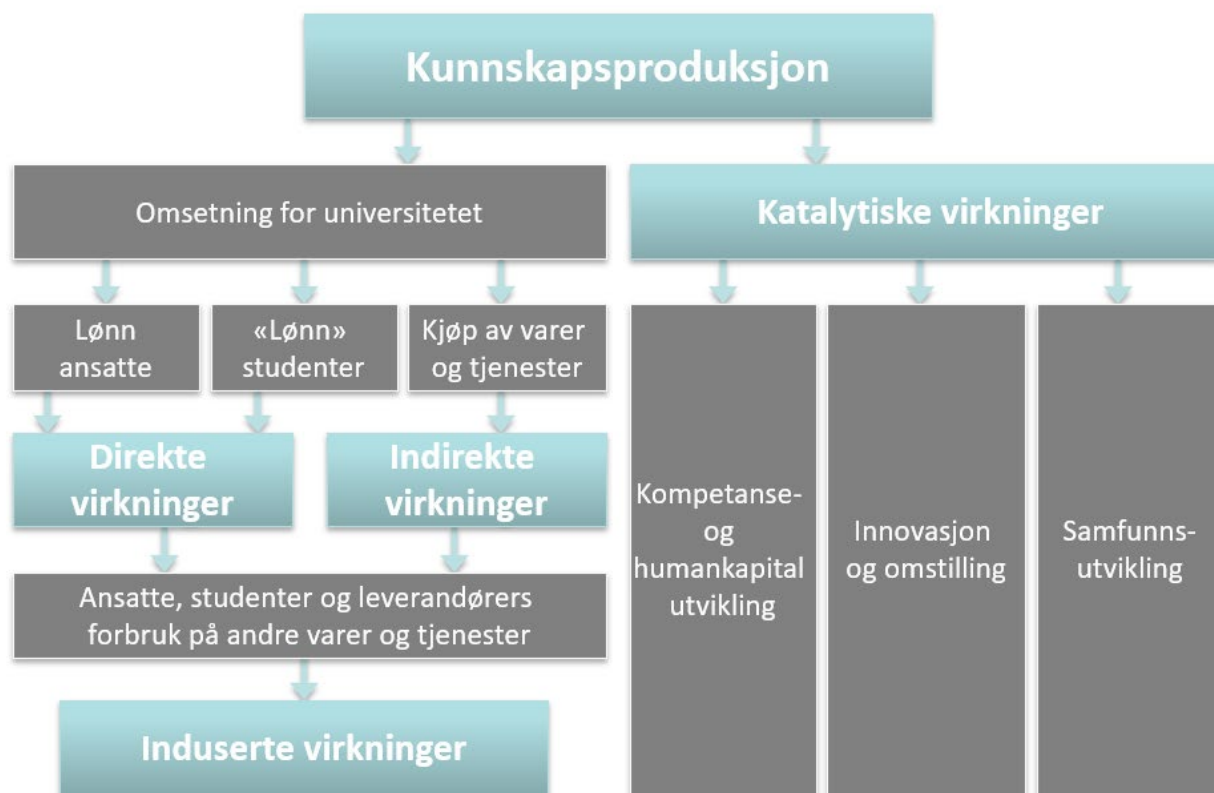 Kunnskapsproduksjon
Omsetning for universitetet
Katalytiske virkninger
Lønn
ansatte
«Lønn»
studenter
Kjøp av varer
og tjenester
Direkte
virkninger
Indirekte
virkninger
Ansatte, studenter og leverandørers
forbruk på andre varer og tjenester
Induserte virkninger
Kompetanse-
og
humankapital
utvikling
Innovasjon
og omstilling
Samfunns-
utvikling